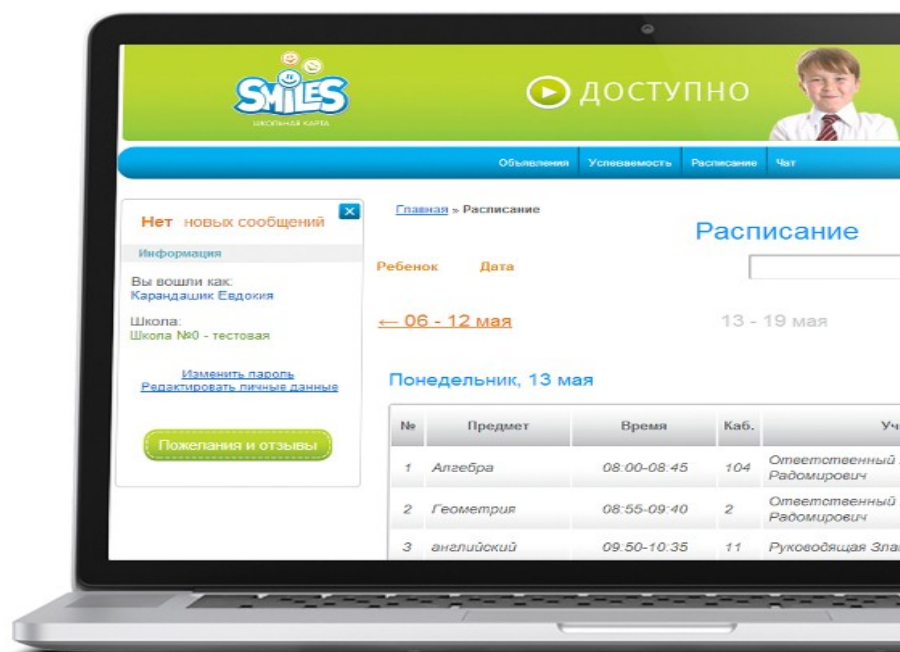 SMILES
ШКОЛЬНАЯ КАРТА
ДОСТУПНО
Объявления Успеваемость Расписание Чат
Нет новых сообщений
Информация
Вы вошли как:
Карандашик Евдокия
Школа:
Школа №0 - тестовая
Изменить пароль
Редактировать личные данные
Пожелания и отзывы
Главная » Расписание
Расписание
Ребенок Дата
← 06 - 12 мая 13 - 19 мая
Понедельник, 13 мая
№ Предмет Время Каб.
1 Алгебра 08:00-08:45 104 Ответственный
Радомирович
2 Геометрия 08:55-09:40 2 Ответственный
Радомирович
3 английский 09:50-10:35 11 Руководящая